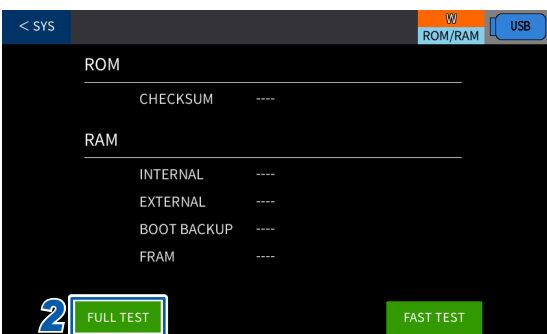 < SYS
W
ROM/RAM
USB
ROM
CHECKSUM ----
RAM
INTERNAL ----
EXTERNAL ----
BOOT BACKUP ----
FRAM ----
2 FULL TEST FAST TEST